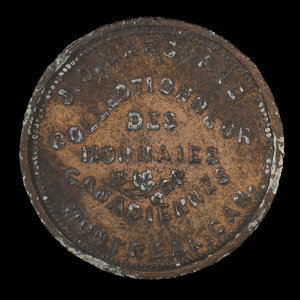 COLLECTIONNEUR
DES
MONNAIES
CANADIENNES
MONTREAL, CAN.